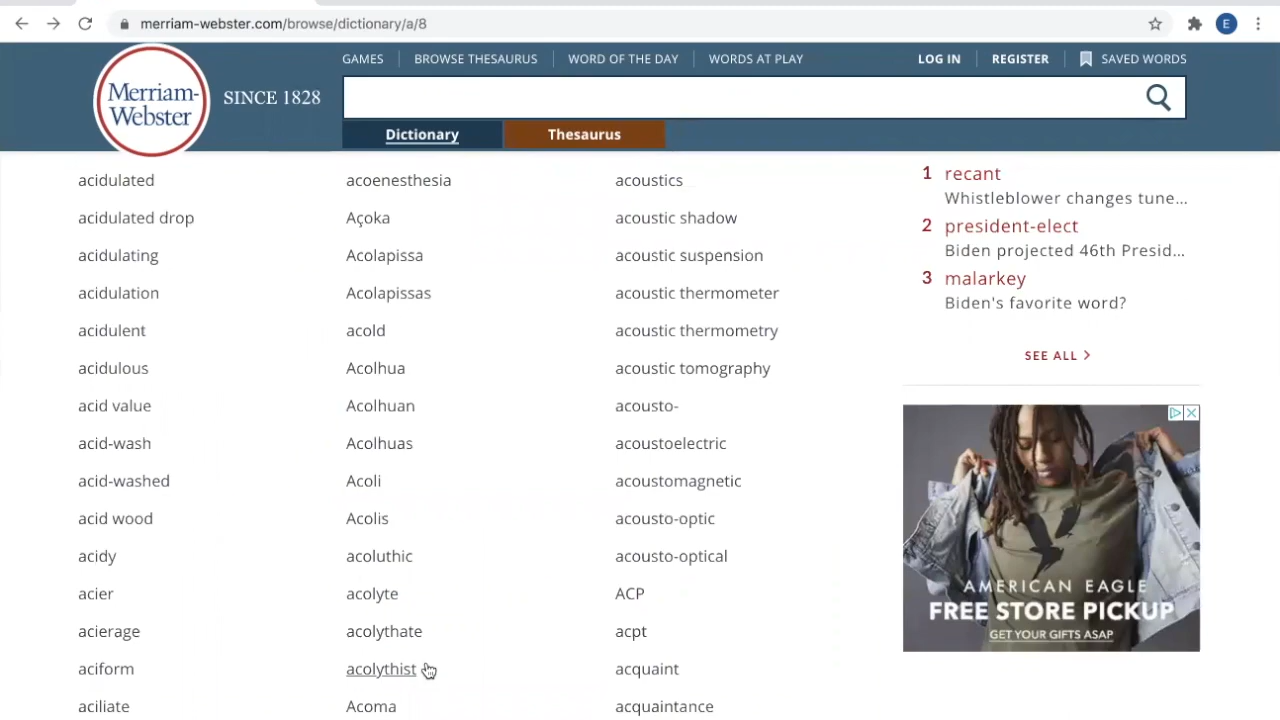 merriam-webster.com/browse/dictionary/a/8
E
GAMES
BROWSE THESAURUS
WORD OF THE DAY
WORDS AT PLAY
LOG IN
REGISTER
SAVED WORDS
Merriam-
Webster
SINCE 1828
Dictionary
Thesaurus
acidulated
acidulated drop
acidulating
acidulation
acidulent
acidulous
acid value
acid-wash
acid-washed
acid wood
acidy
acier
acierage
aciform
aciliate
acoenesthesia
Açoka
Acolapissa
Acolapissas
acold
Acolhua
Acolhuan
Acolhuas
Acoli
Acolis
acoluthic
acolyte
acolythate
acolythist
Acoma
acoustics
acoustic shadow
acoustic suspension
acoustic thermometer
acoustic thermometry
acoustic tomography
acousto-
acoustoelectric
acoustomagnetic
acousto-optic
acousto-optical
ACP
acpt
acquaint
acquaintance
1 recant
Whistleblower changes tune...
2 president-elect
Biden projected 46th Presid...
3 malarkey
Biden's favorite word?
SEE ALL >
AMERICAN EAGLE
FREE STORE PICKUP
GET YOUR GIFTS ASAP